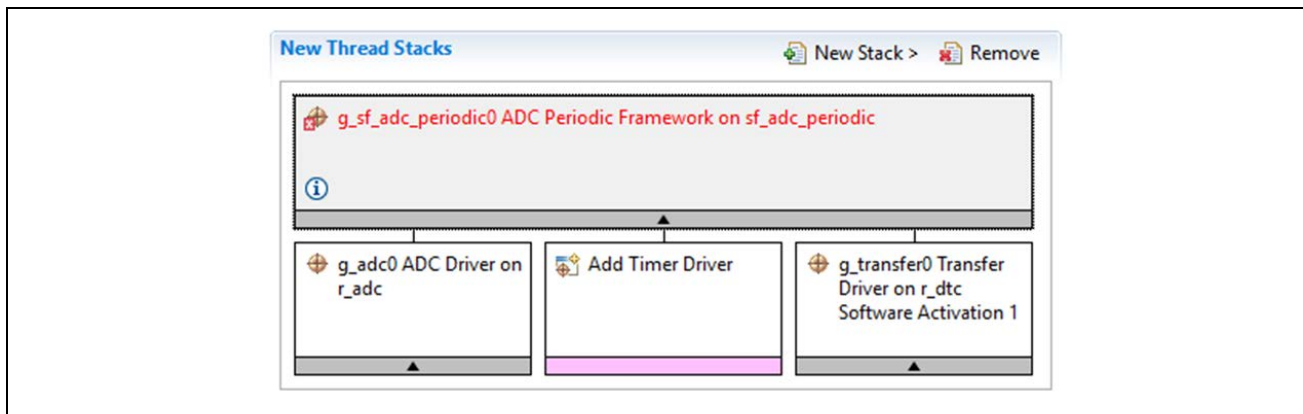 New Thread Stacks
New Stack >
Remove
g_sf_adc_periodic0 ADC Periodic Framework on sf_adc_periodic
g_adc0 ADC Driver on
r_adc
Add Timer Driver
g_transfer0 Transfer
Driver on r_dtc
Software Activation 1